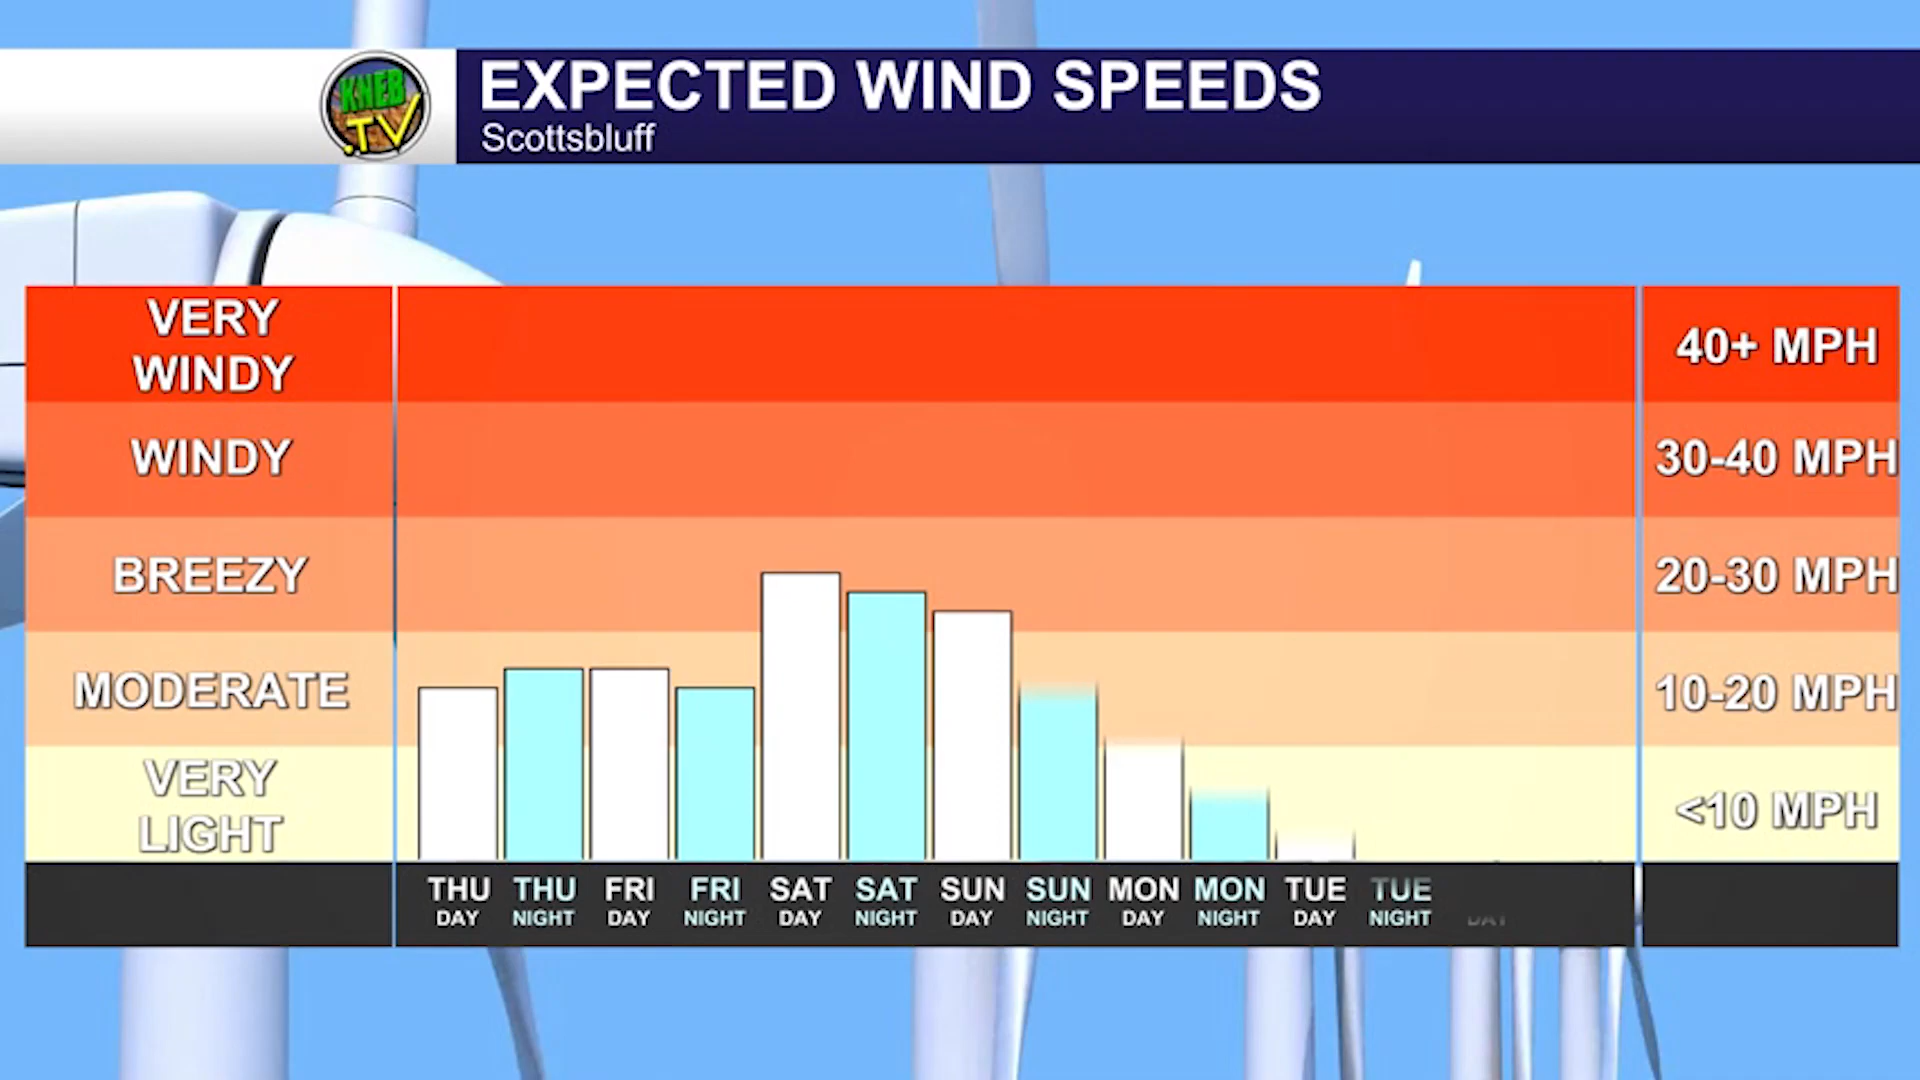 KNEB
.TV
EXPECTED WIND SPEEDS
Scottsbluff
VERY
WINDY
40+ MPH
WINDY
30-40 MPH
BREEZY
20-30 MPH
MODERATE
10-20 MPH
VERY
LIGHT
<10 MPH
THU THU FRI FRI SAT SAT SUN SUN MON MON TUE TUE
DAY NIGHT DAY NIGHT DAY NIGHT DAY NIGHT DAY NIGHT DAY NIGHT DAY